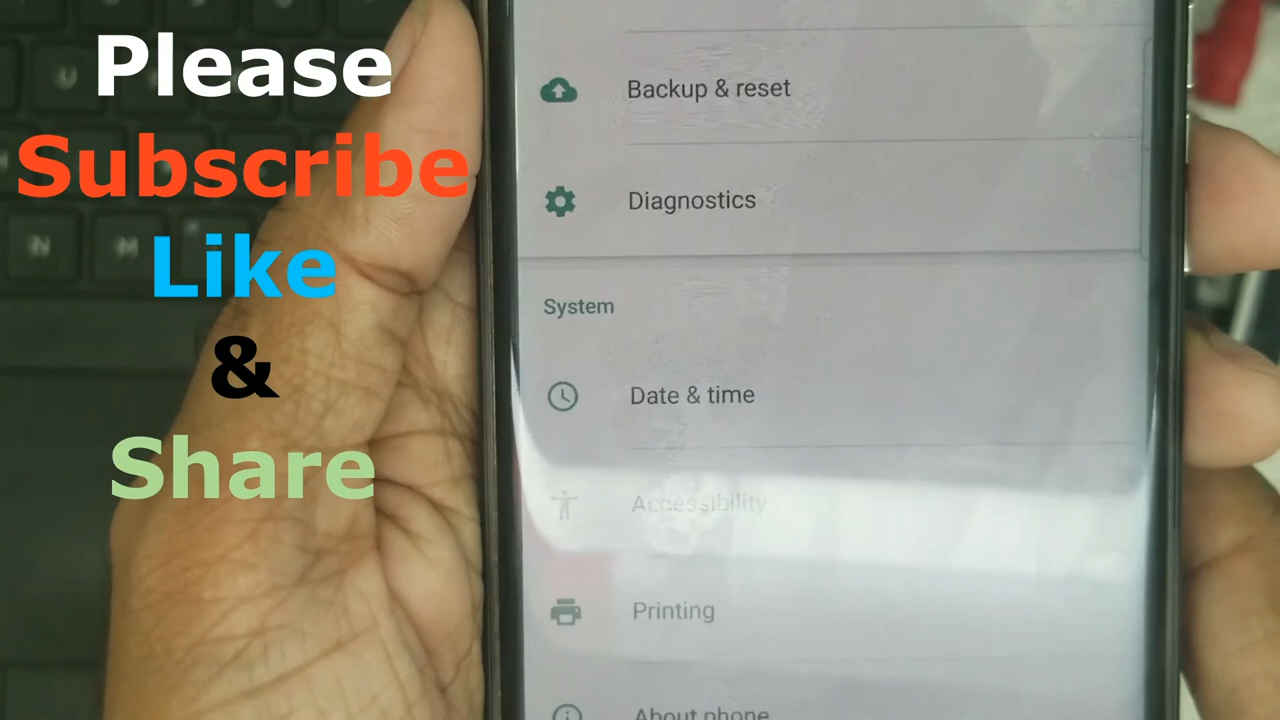 Please
Subscribe
Like
&
Share
Backup & reset
Diagnostics
System
Date & time
Accessibility
Printing
About phone
U
N
M